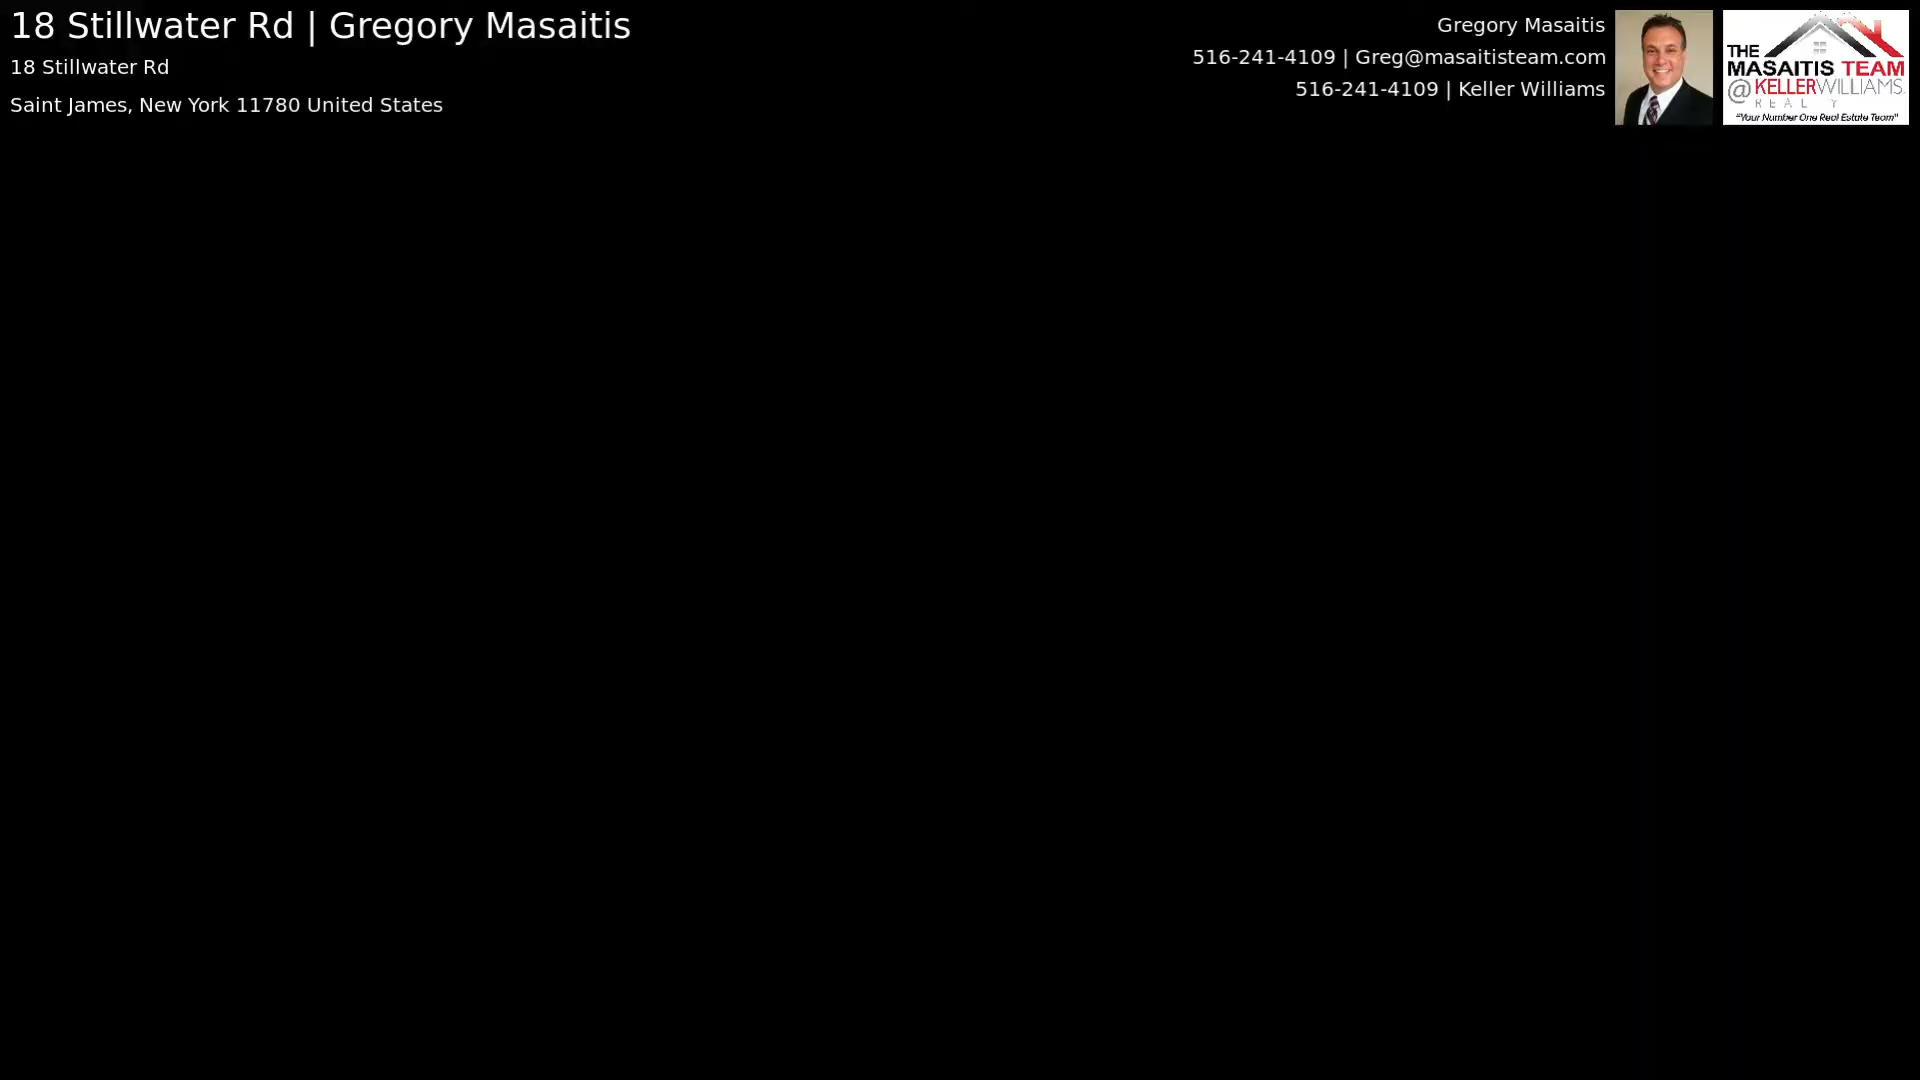 18 Stillwater Rd | Gregory Masaitis
18 Stillwater Rd
Saint James, New York 11780 United States
Gregory Masaitis
516-241-4109 | Greg@masaitisteam.com
516-241-4109 | Keller Williams
THE
MASAITIS TEAM
@KELLERWILLIAMS.
REALTY
"Your Number One Real Estate Team"